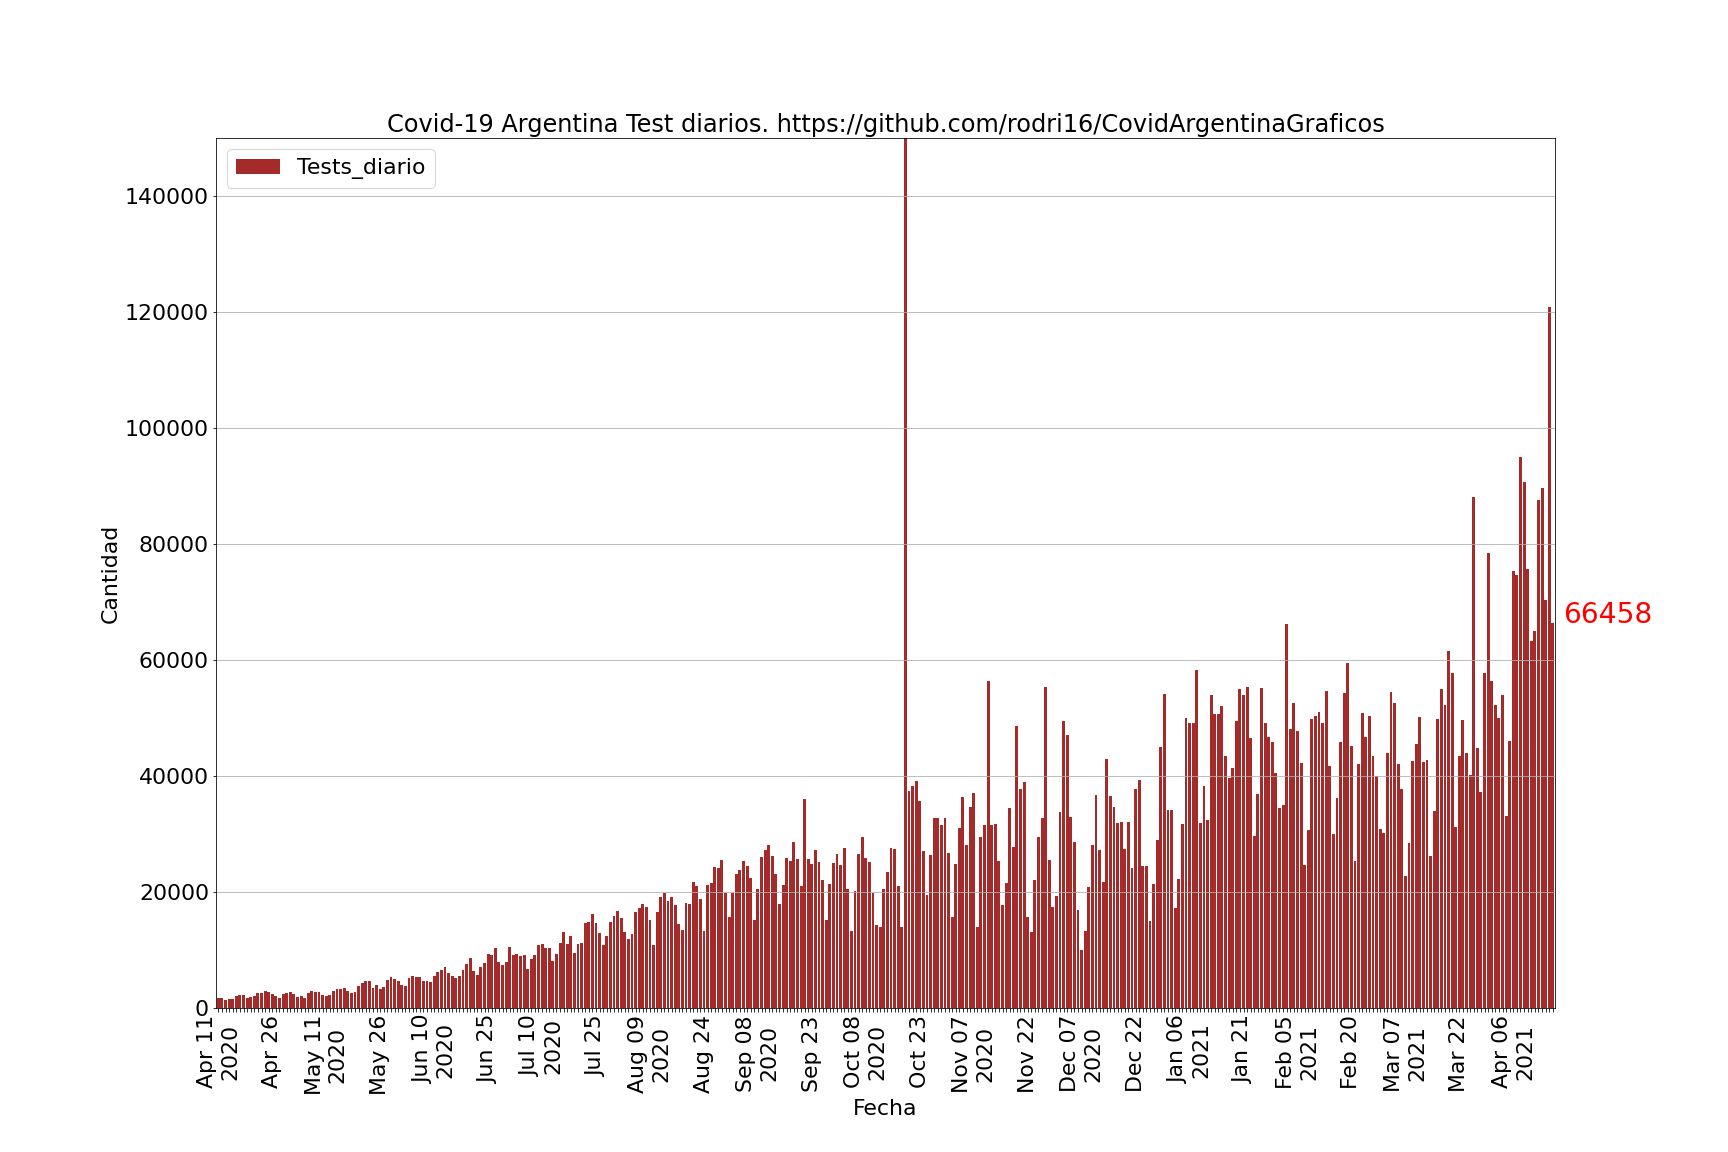 Covid-19 Argentina Test diarios. https://github.com/rodri16/CovidArgentinaGraficos
Tests_diario
140000
120000
100000
80000
60000
40000
20000
0
Cantidad
66458
Apr 11
2020
Apr 26
May 11
2020
May 26
Jun 10
2020
Jun 25
Jul 10
2020
Jul 25
Aug 09
2020
Aug 24
Sep 08
2020
Sep 23
Oct 08
2020
Oct 23
Nov 07
2020
Nov 22
Dec 07
2020
Dec 22
Jan 06
2021
Jan 21
Feb 05
2021
Feb 20
Mar 07
2021
Mar 22
Apr 06
2021
Fecha